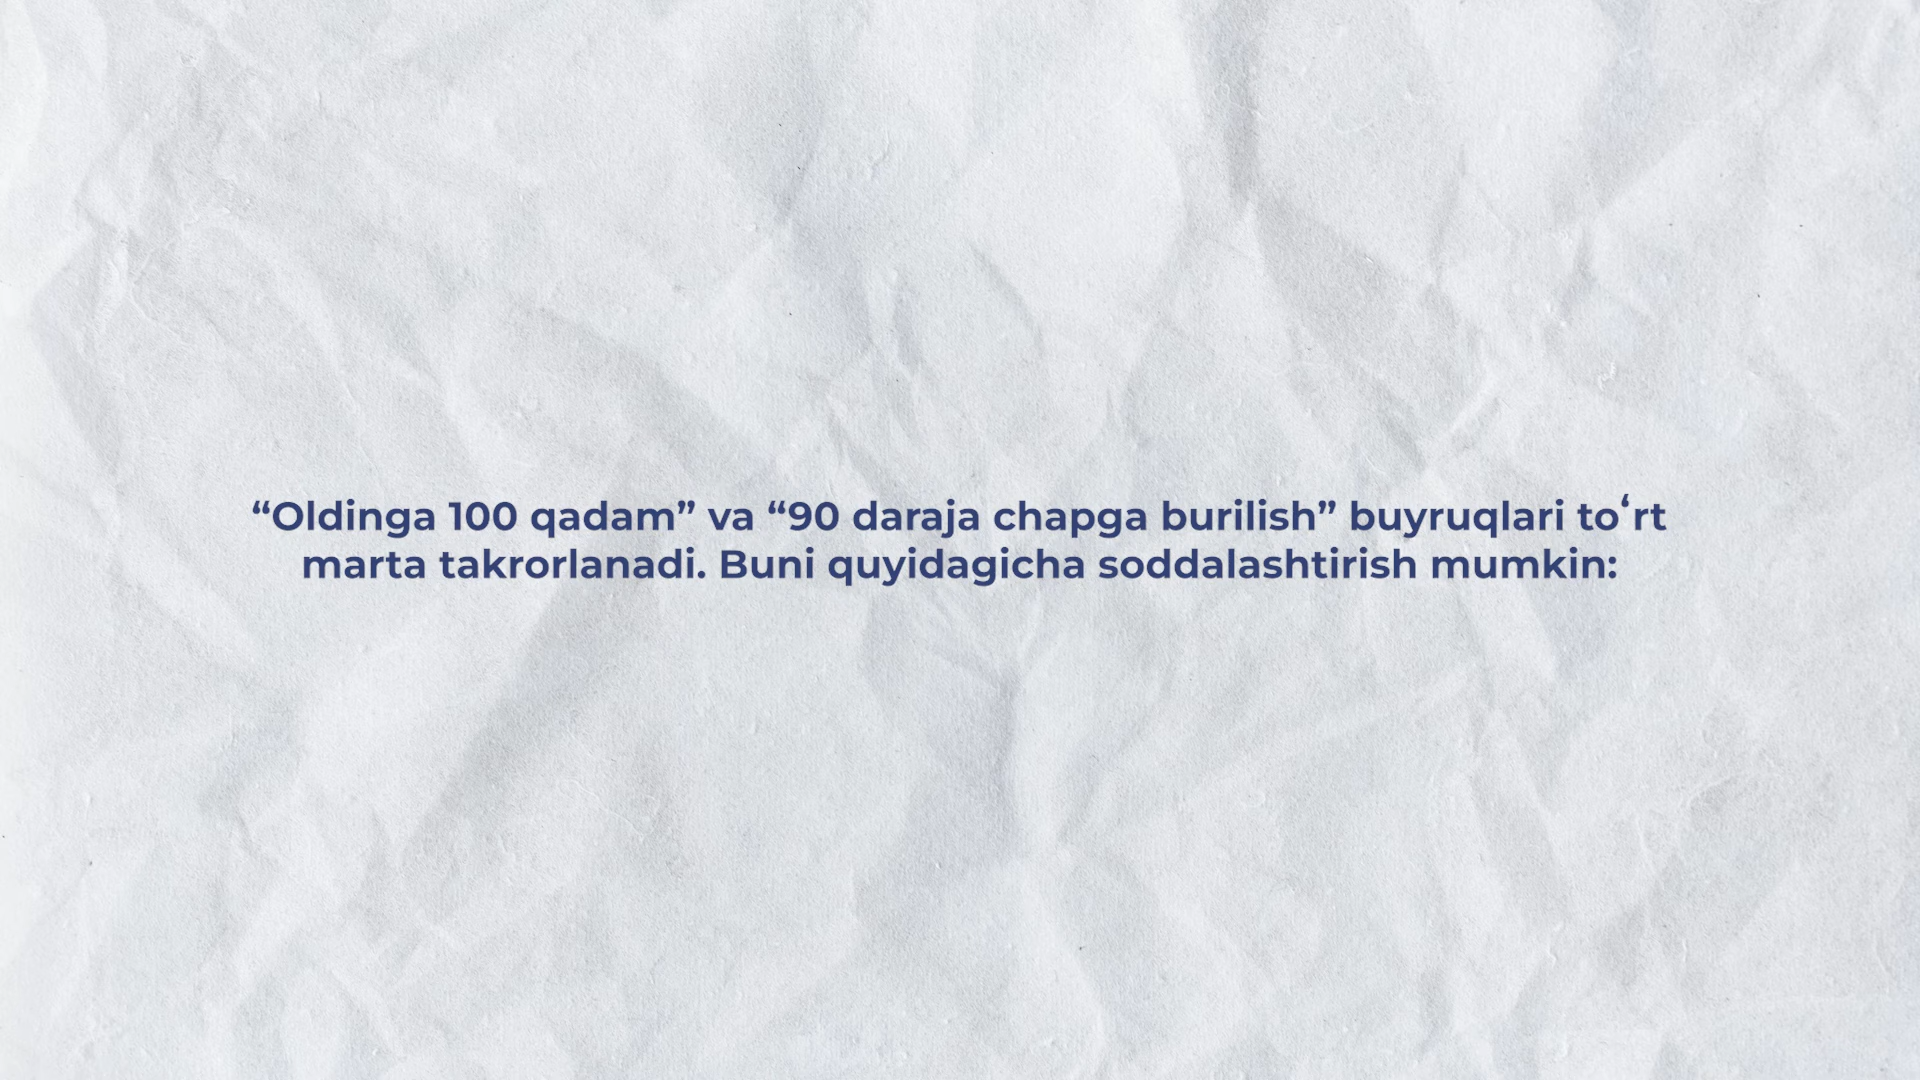 “Oldinga 100 qadam” va “90 daraja chapga burilish” buyruqlari toʻrt
marta takrorlanadi. Buni quyidagicha soddalashtirish mumkin: